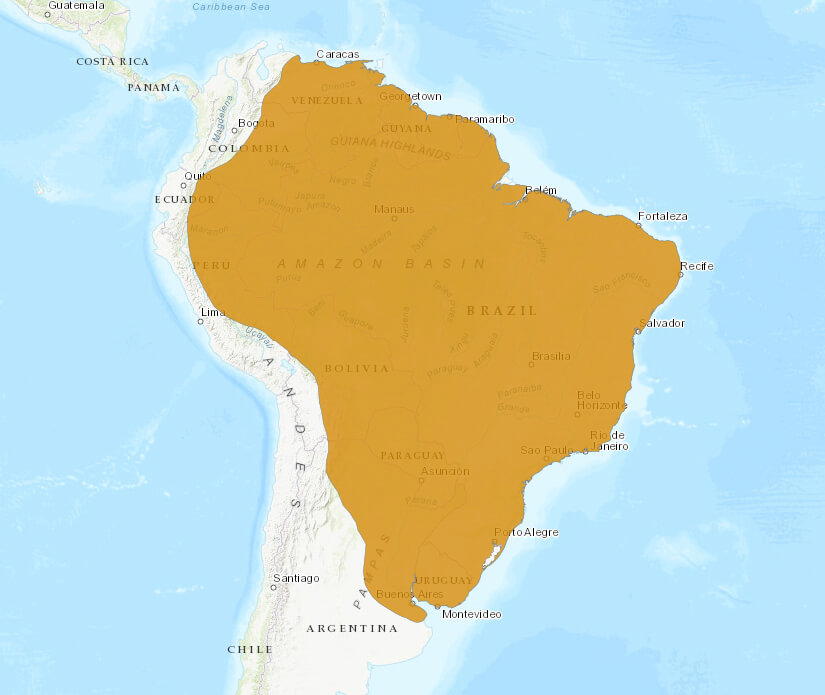 Guatemala
Caribbean Sea
COSTA RICA
PANAMA
Caracas
Orinoco
VENEZUELA
Georgetown
Paramaribo
Magdalena
Bogota
COLOMBIA
GUYANA
GUIANA HIGHLANDS
Branco
Negro
Japura
Amazon
Putumayo
Quito
ECUADOR
Belém
Manaus
Fortaleza
Marañon
Madeira
Tapajos
Tocantins
PERU
AMAZON BASIN
Recife
Purus
Sao Francisco
Teles Pires
Beni
Guapore
Juruena
BRAZIL
Lima
Ucayali
Salvador
Xingu
Araguaia
Brasilia
BOLIVIA
Paraguay
Paranaiba
Grande
Belo
Horizonte
ANDES
Rio de
Janeiro
Sao Paulo
PARAGUAY
Asunción
Parana
Porto Alegre
PAMPAS
Santiago
URUGUAY
Buenos Aires
Montevideo
ARGENTINA
CHILE